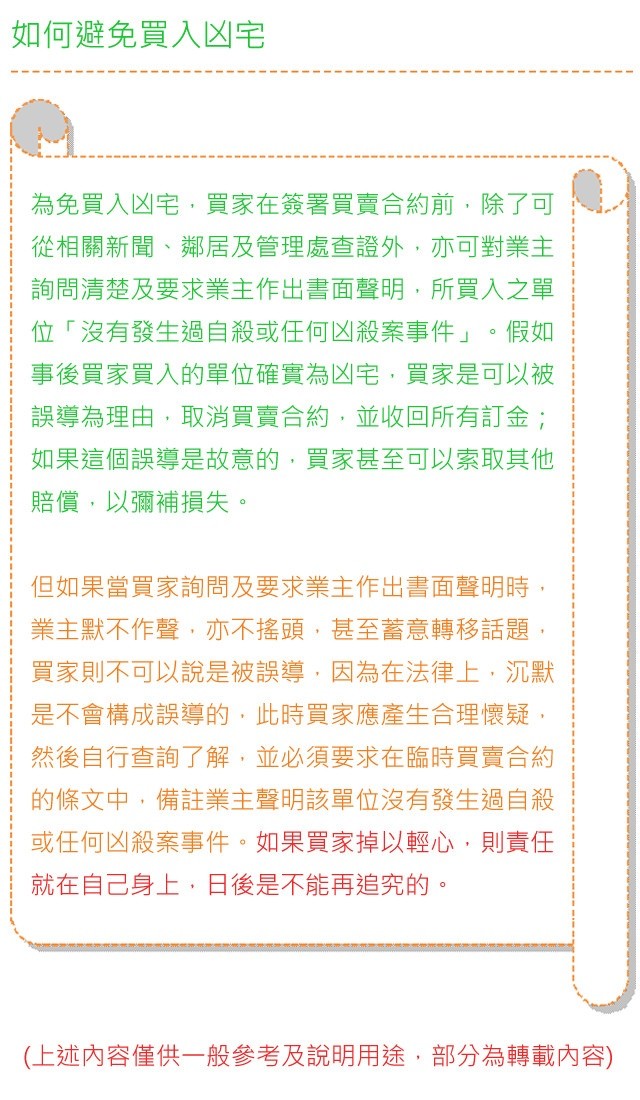 如何避免買入凶宅
為免買入凶宅，買家在簽署買賣合約前，除了可
從相關新聞、鄰居及管理處查證外，亦可對業主
詢問清楚及要求業主作出書面聲明，所買入之單
位「沒有發生過自殺或任何凶殺案事件」。假如
事後買家買入的單位確實為凶宅，買家是可以被
誤導為理由，取消買賣合約，並收回所有訂金；
如果這個誤導是故意的，買家甚至可以索取其他
賠償，以彌補損失。
但如果當買家詢問及要求業主作出書面聲明時，
業主默不作聲，亦不搖頭，甚至蓄意轉移話題，
買家則不可以說是被誤導，因為在法律上，沉默
是不會構成誤導的，此時買家應產生合理懷疑，
然後自行查詢了解，並必須要求在臨時買賣合約
的條文中，備註業主聲明該單位沒有發生過自殺
或任何凶殺案事件。如果買家掉以輕心，則責任
就在自己身上，日後是不能再追究的。
(上述內容僅供一般參考及說明用途，部分為轉載內容)